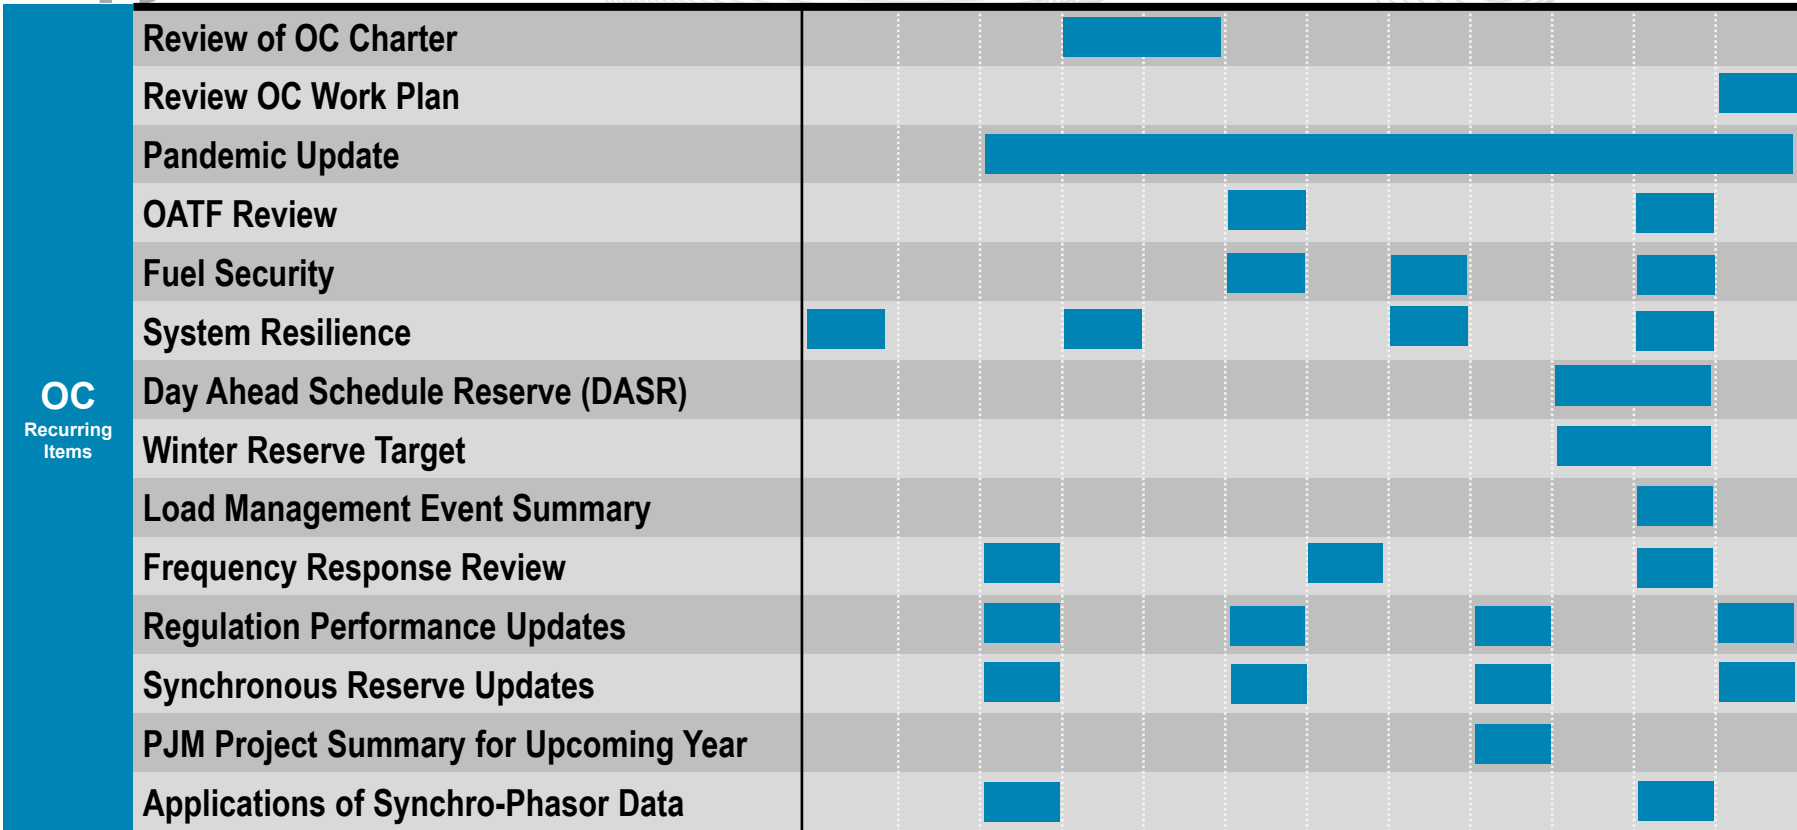 Review of OC Charter
Review OC Work Plan
Pandemic Update
OATF Review
Fuel Security
System Resilience
OC
Recurring
Items
Day Ahead Schedule Reserve (DASR)
Winter Reserve Target
Load Management Event Summary
Frequency Response Review
Regulation Performance Updates
Synchronous Reserve Updates
PJM Project Summary for Upcoming Year
Applications of Synchro-Phasor Data